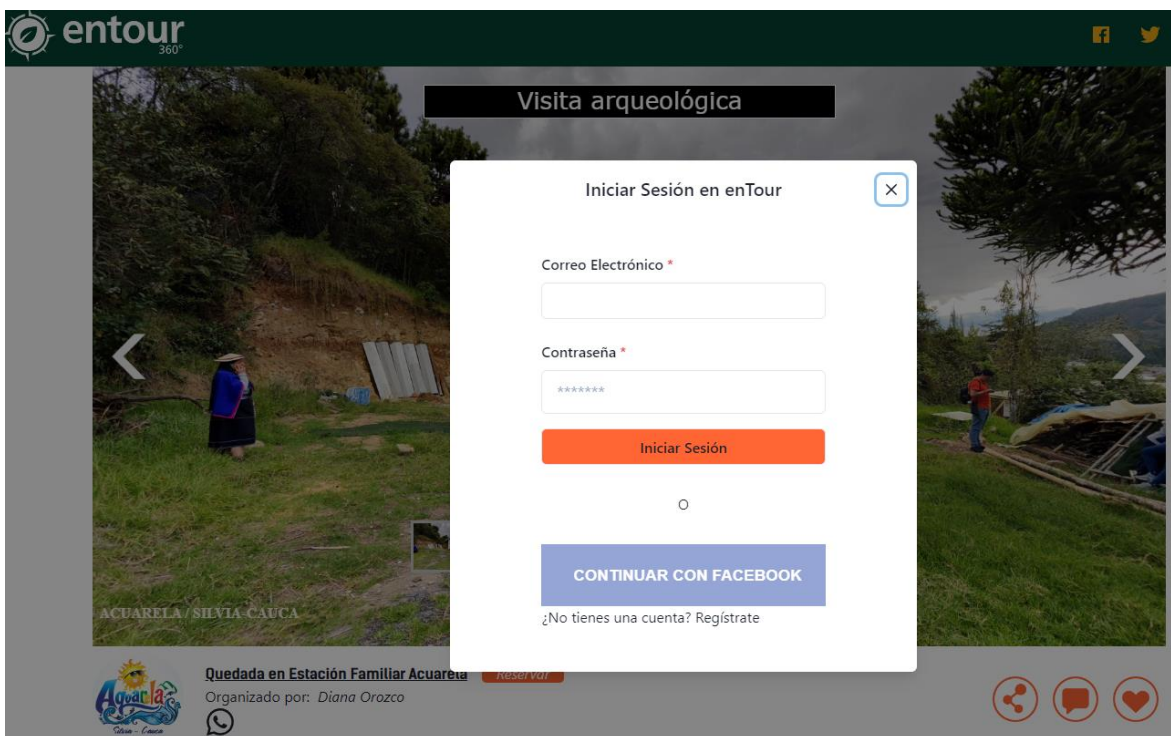 entour
360°
Visita arqueológica
Iniciar Sesión en enTour
Correo Electrónico *
Contraseña *
*******
Iniciar Sesión
O
CONTINUAR CON FACEBOOK
¿No tienes una cuenta? Regístrate
ACUARELA / SILVIA-CAUCA
Quedada en Estación Familiar Acuarela
Reservar
Organizado por: Diana Orozco
Acuarela
Silvia - Cauca